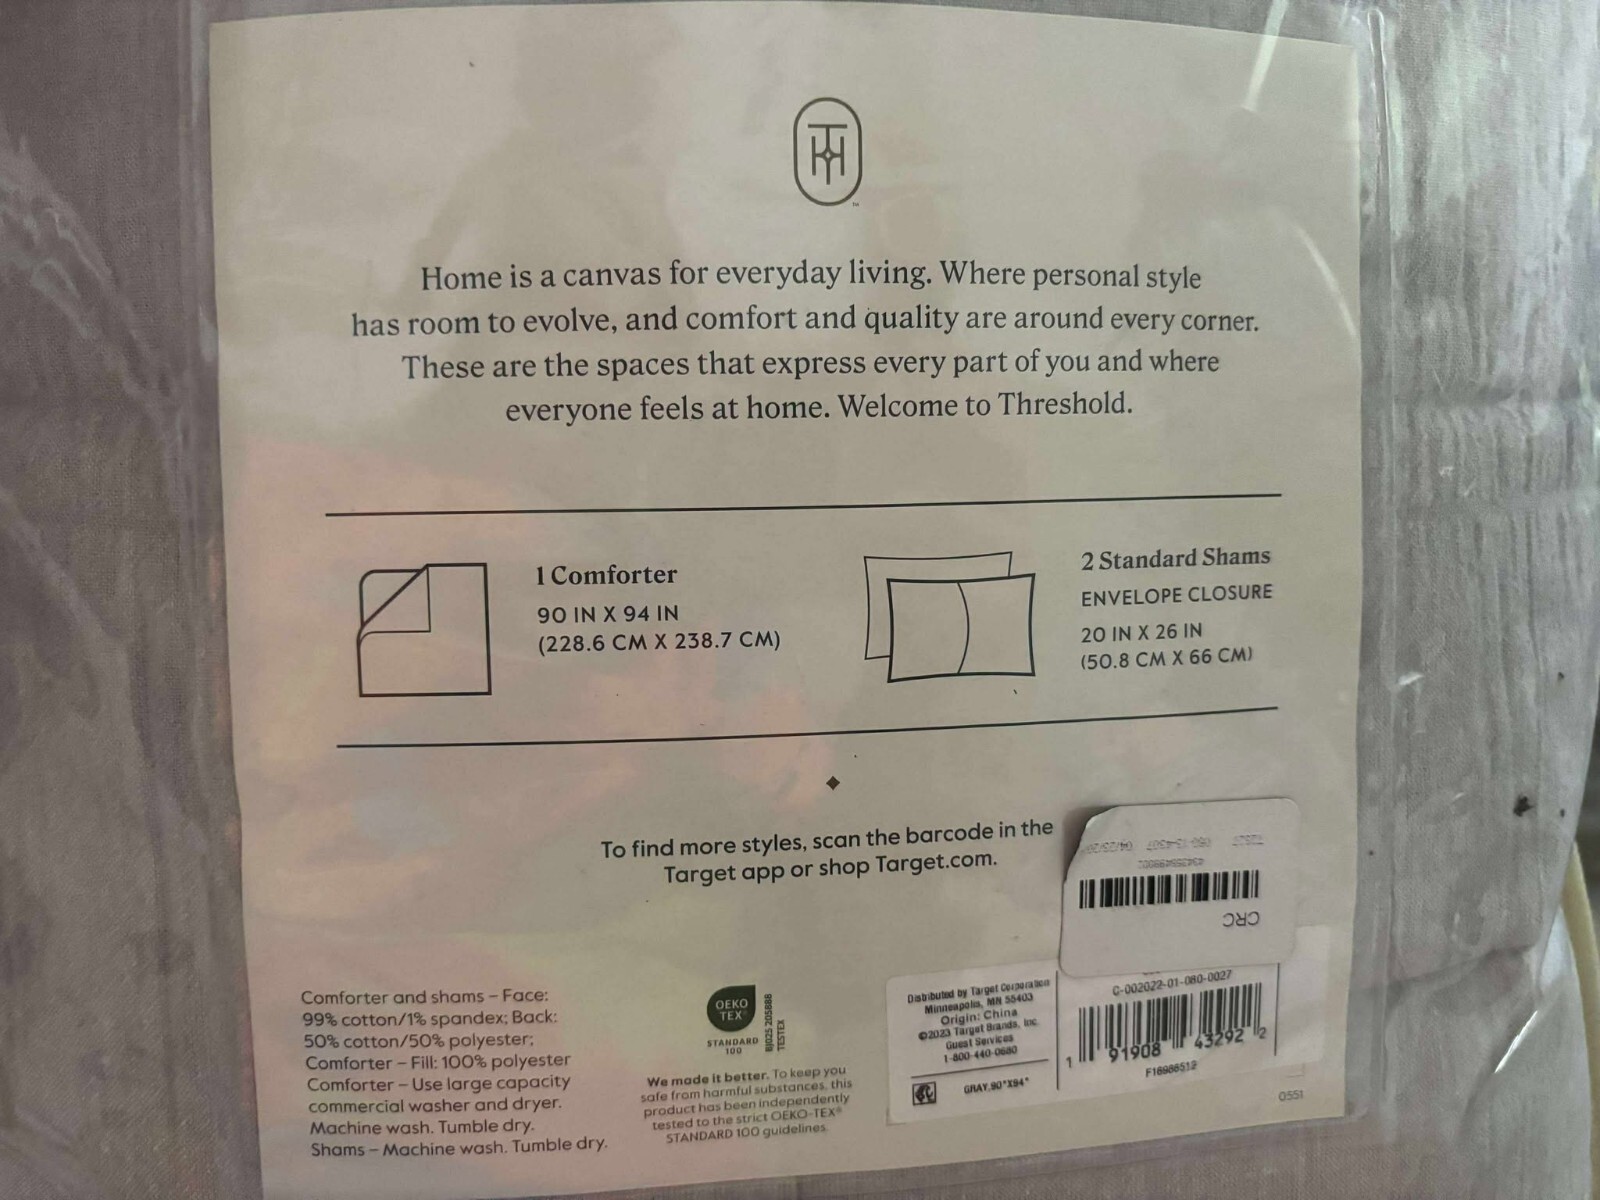 TH
™
Home is a canvas for everyday living. Where personal style
has room to evolve, and comfort and quality are around every corner.
These are the spaces that express every part of you and where
everyone feels at home. Welcome to Threshold.
1 Comforter
90 IN X 94 IN
(228.6 CM X 238.7 CM)
2 Standard Shams
ENVELOPE CLOSURE
20 IN X 26 IN
(50.8 CM X 66 CM)
To find more styles, scan the barcode in the
Target app or shop Target.com.
CRC
Comforter and shams – Face:
99% cotton/1% spandex; Back:
50% cotton/50% polyester;
Comforter – Fill: 100% polyester
Comforter – Use large capacity
commercial washer and dryer.
Machine wash. Tumble dry.
Shams – Machine wash. Tumble dry.
OEKO
TEX®
STANDARD
100
BJ025 205888
TESTEX
We made it better. To keep you
safe from harmful substances, this
product has been independently
tested to the strict OEKO-TEX®
STANDARD 100 guidelines.
Distributed by Target Corporation
Minneapolis, MN 55403
Origin: China
©2023 Target Brands, Inc.
Guest Services
1-800-440-0680
GRAY,90"X94"
C-002022-01-080-0027
1 91908 43292 2
F16986512
0551